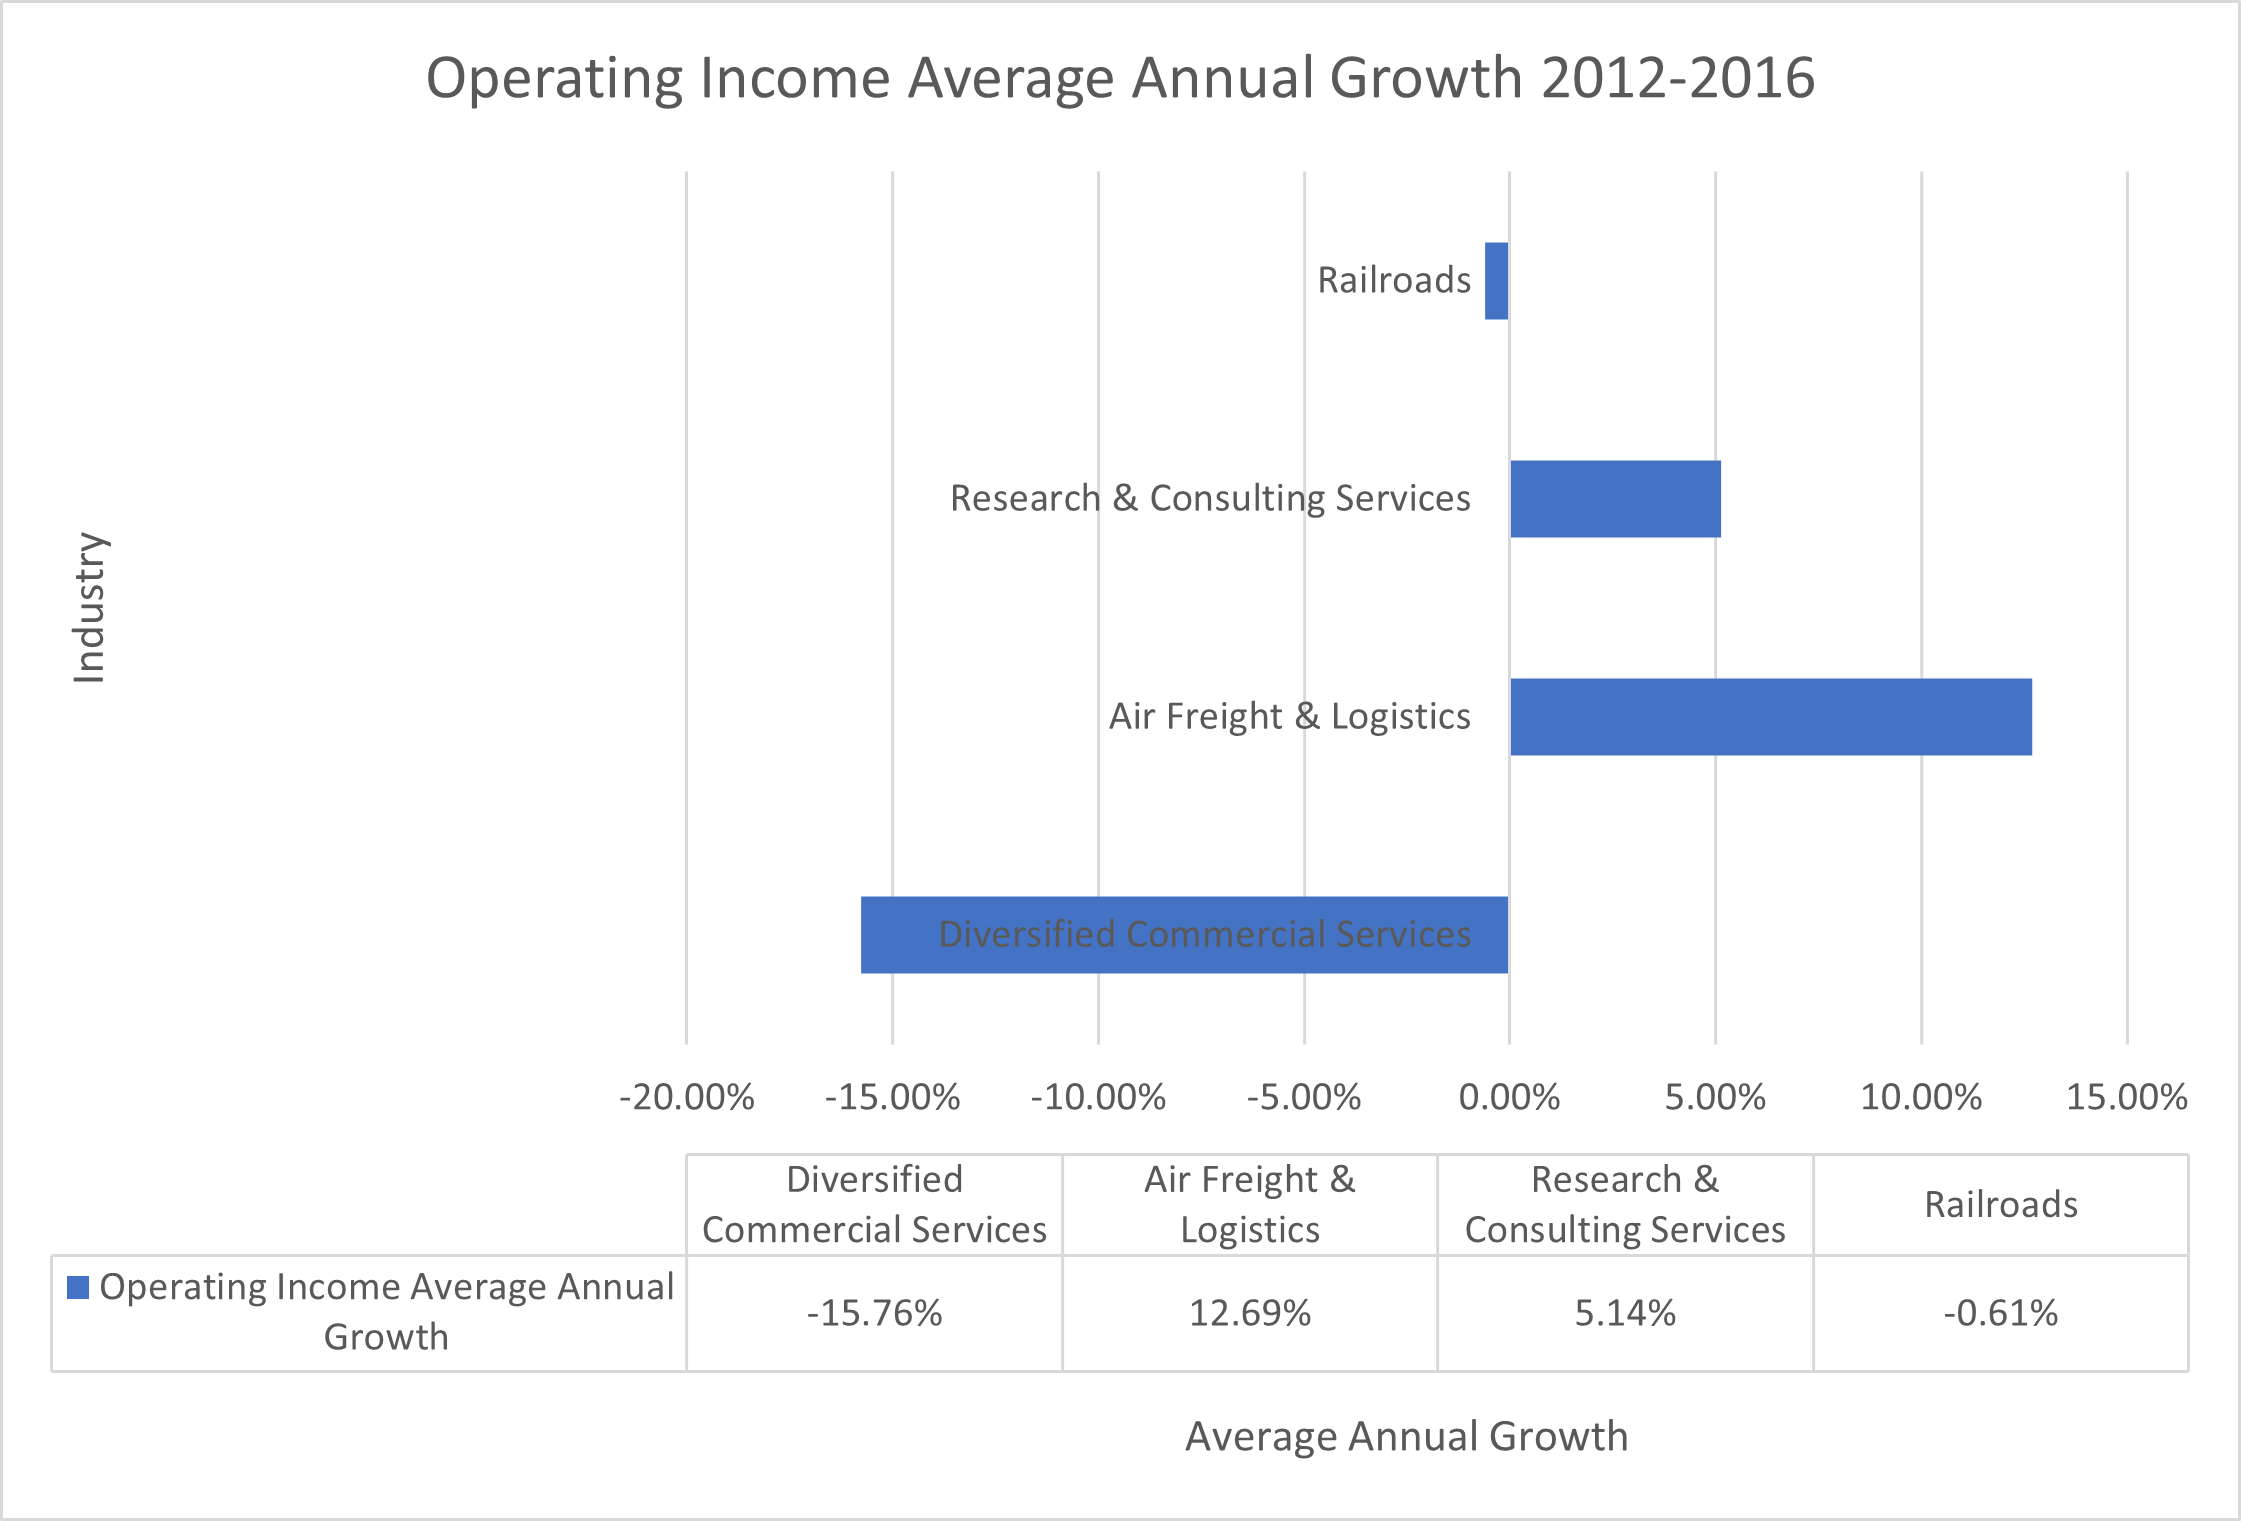 Operating Income Average Annual Growth 2012-2016
Industry
Railroads
Research & Consulting Services
Air Freight & Logistics
Diversified Commercial Services
-20.00% -15.00% -10.00% -5.00% 0.00% 5.00% 10.00% 15.00%
Diversified
Commercial Services
Air Freight &
Logistics
Research &
Consulting Services
Railroads
Operating Income Average Annual
Growth
-15.76% 12.69% 5.14% -0.61%
Average Annual Growth